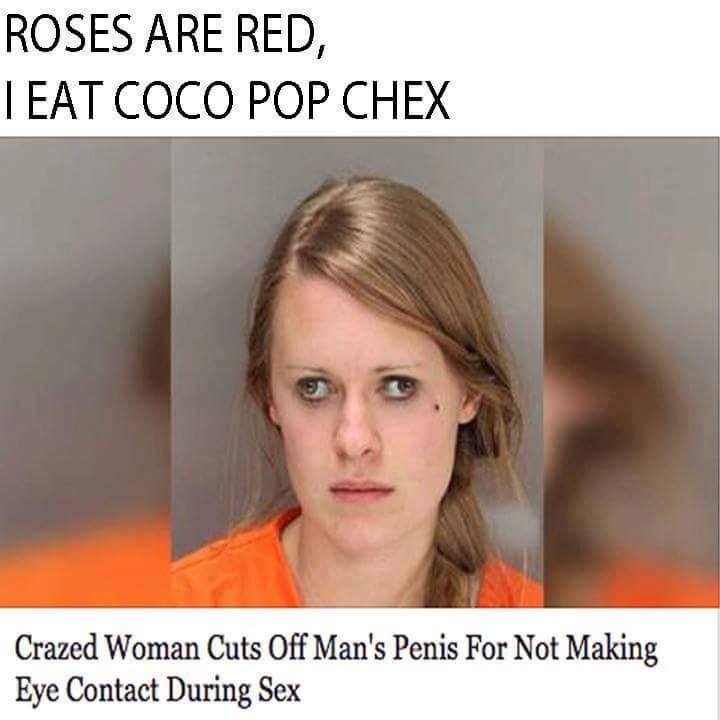 ROSES ARE RED,
I EAT COCO POP CHEX
Crazed Woman Cuts Off Man's Penis For Not Making
Eye Contact During Sex